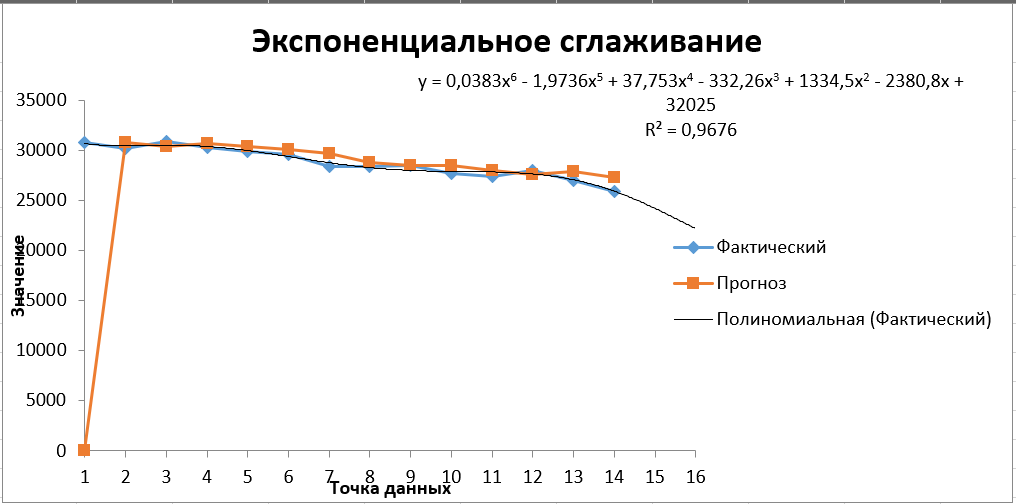 Экспоненциальное сглаживание
y = 0,0383x⁶ - 1,9736x⁵ + 37,753x⁴ - 332,26x³ + 1334,5x² - 2380,8x +
32025
R² = 0,9676
35000
30000
25000
20000
15000
10000
5000
0
Значение
1 2 3 4 5 6 7 8 9 10 11 12 13 14 15 16
Точка данных
Фактический
Прогноз
Полиномиальная (Фактический)